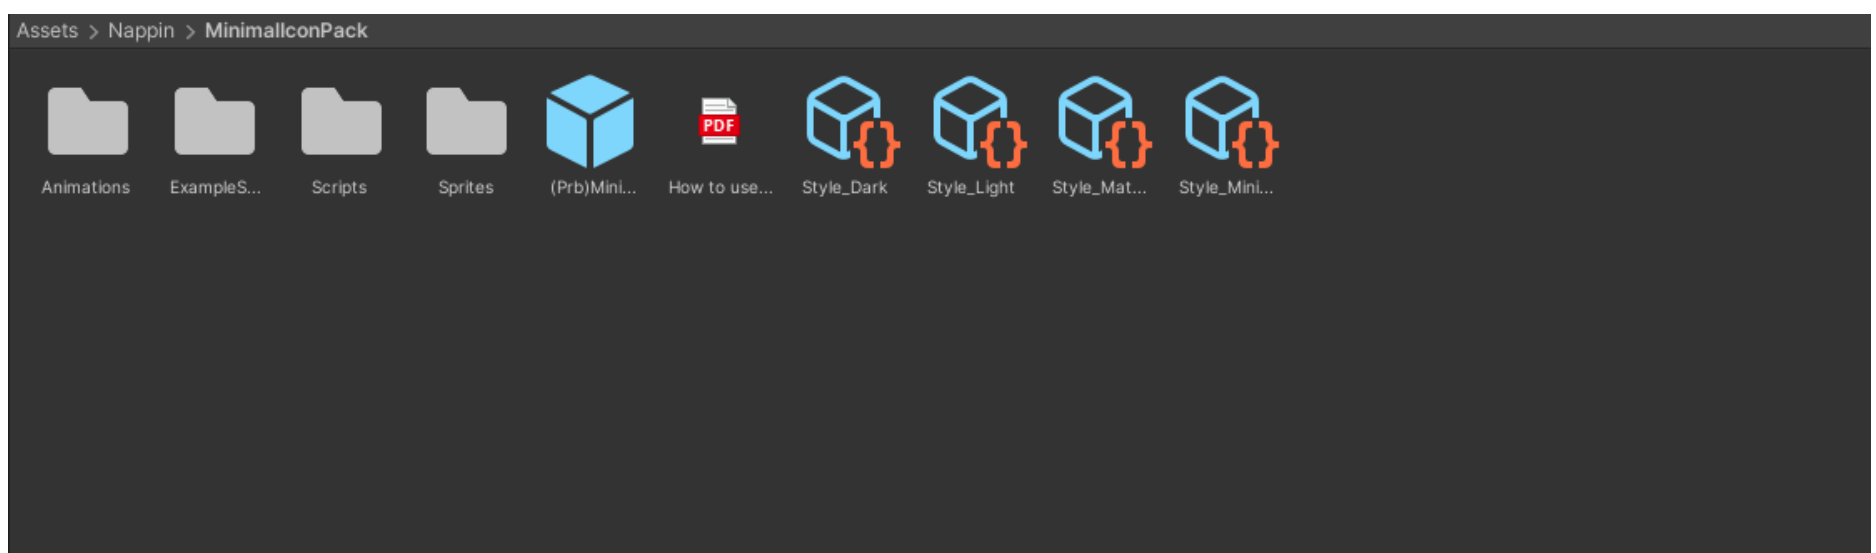 Assets > Nappin > MinimalIconPack
PDF
{} {} {} {}
Animations ExampleS... Scripts Sprites (Prb)Mini... How to use... Style_Dark Style_Light Style_Mat... Style_Mini...